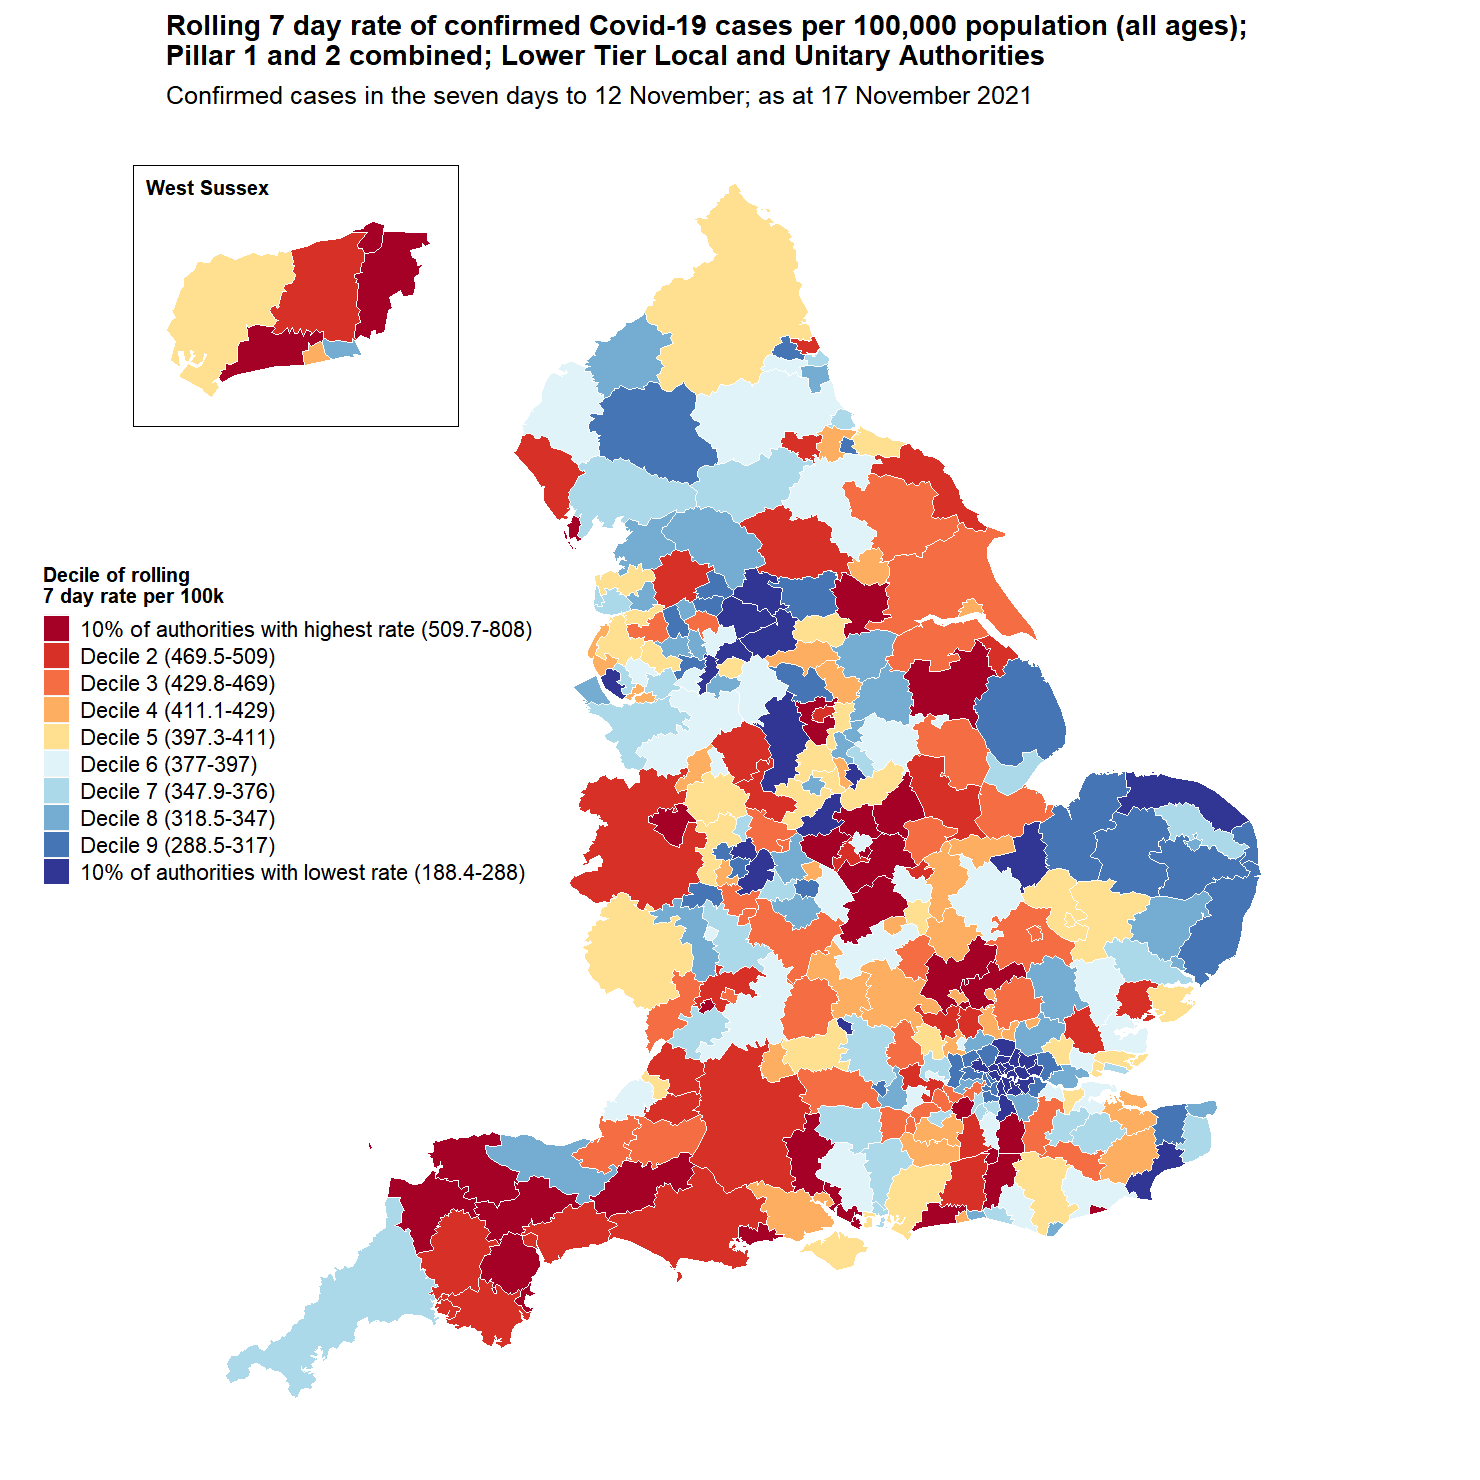 Rolling 7 day rate of confirmed Covid-19 cases per 100,000 population (all ages);
Pillar 1 and 2 combined; Lower Tier Local and Unitary Authorities
Confirmed cases in the seven days to 12 November; as at 17 November 2021
West Sussex
Decile of rolling
7 day rate per 100k
10% of authorities with highest rate (509.7-808)
Decile 2 (469.5-509)
Decile 3 (429.8-469)
Decile 4 (411.1-429)
Decile 5 (397.3-411)
Decile 6 (377-397)
Decile 7 (347.9-376)
Decile 8 (318.5-347)
Decile 9 (288.5-317)
10% of authorities with lowest rate (188.4-288)